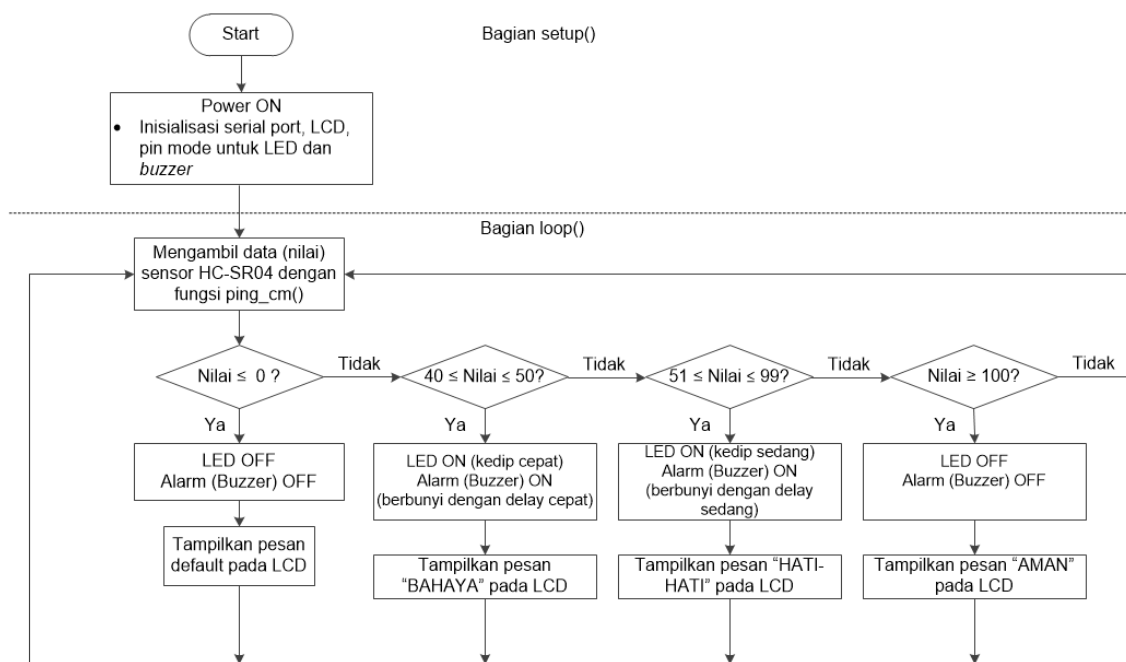 Start
Bagian setup()
Power ON
• Inisialisasi serial port, LCD,
pin mode untuk LED dan
buzzer
Bagian loop()
Mengambil data (nilai)
sensor HC-SR04 dengan
fungsi ping_cm()
Nilai ≤ 0 ?
Tidak
40 ≤ Nilai ≤ 50?
Tidak
51 ≤ Nilai ≤ 99?
Tidak
Nilai ≥ 100?
Tidak
Ya
Ya
Ya
Ya
LED OFF
Alarm (Buzzer) OFF
LED ON (kedip cepat)
Alarm (Buzzer) ON
(berbunyi dengan delay cepat)
LED ON (kedip sedang)
Alarm (Buzzer) ON
(berbunyi dengan delay
sedang)
LED OFF
Alarm (Buzzer) OFF
Tampilkan pesan
default pada LCD
Tampilkan pesan
“BAHAYA” pada LCD
Tampilkan pesan “HATI-
HATI” pada LCD
Tampilkan pesan “AMAN”
pada LCD